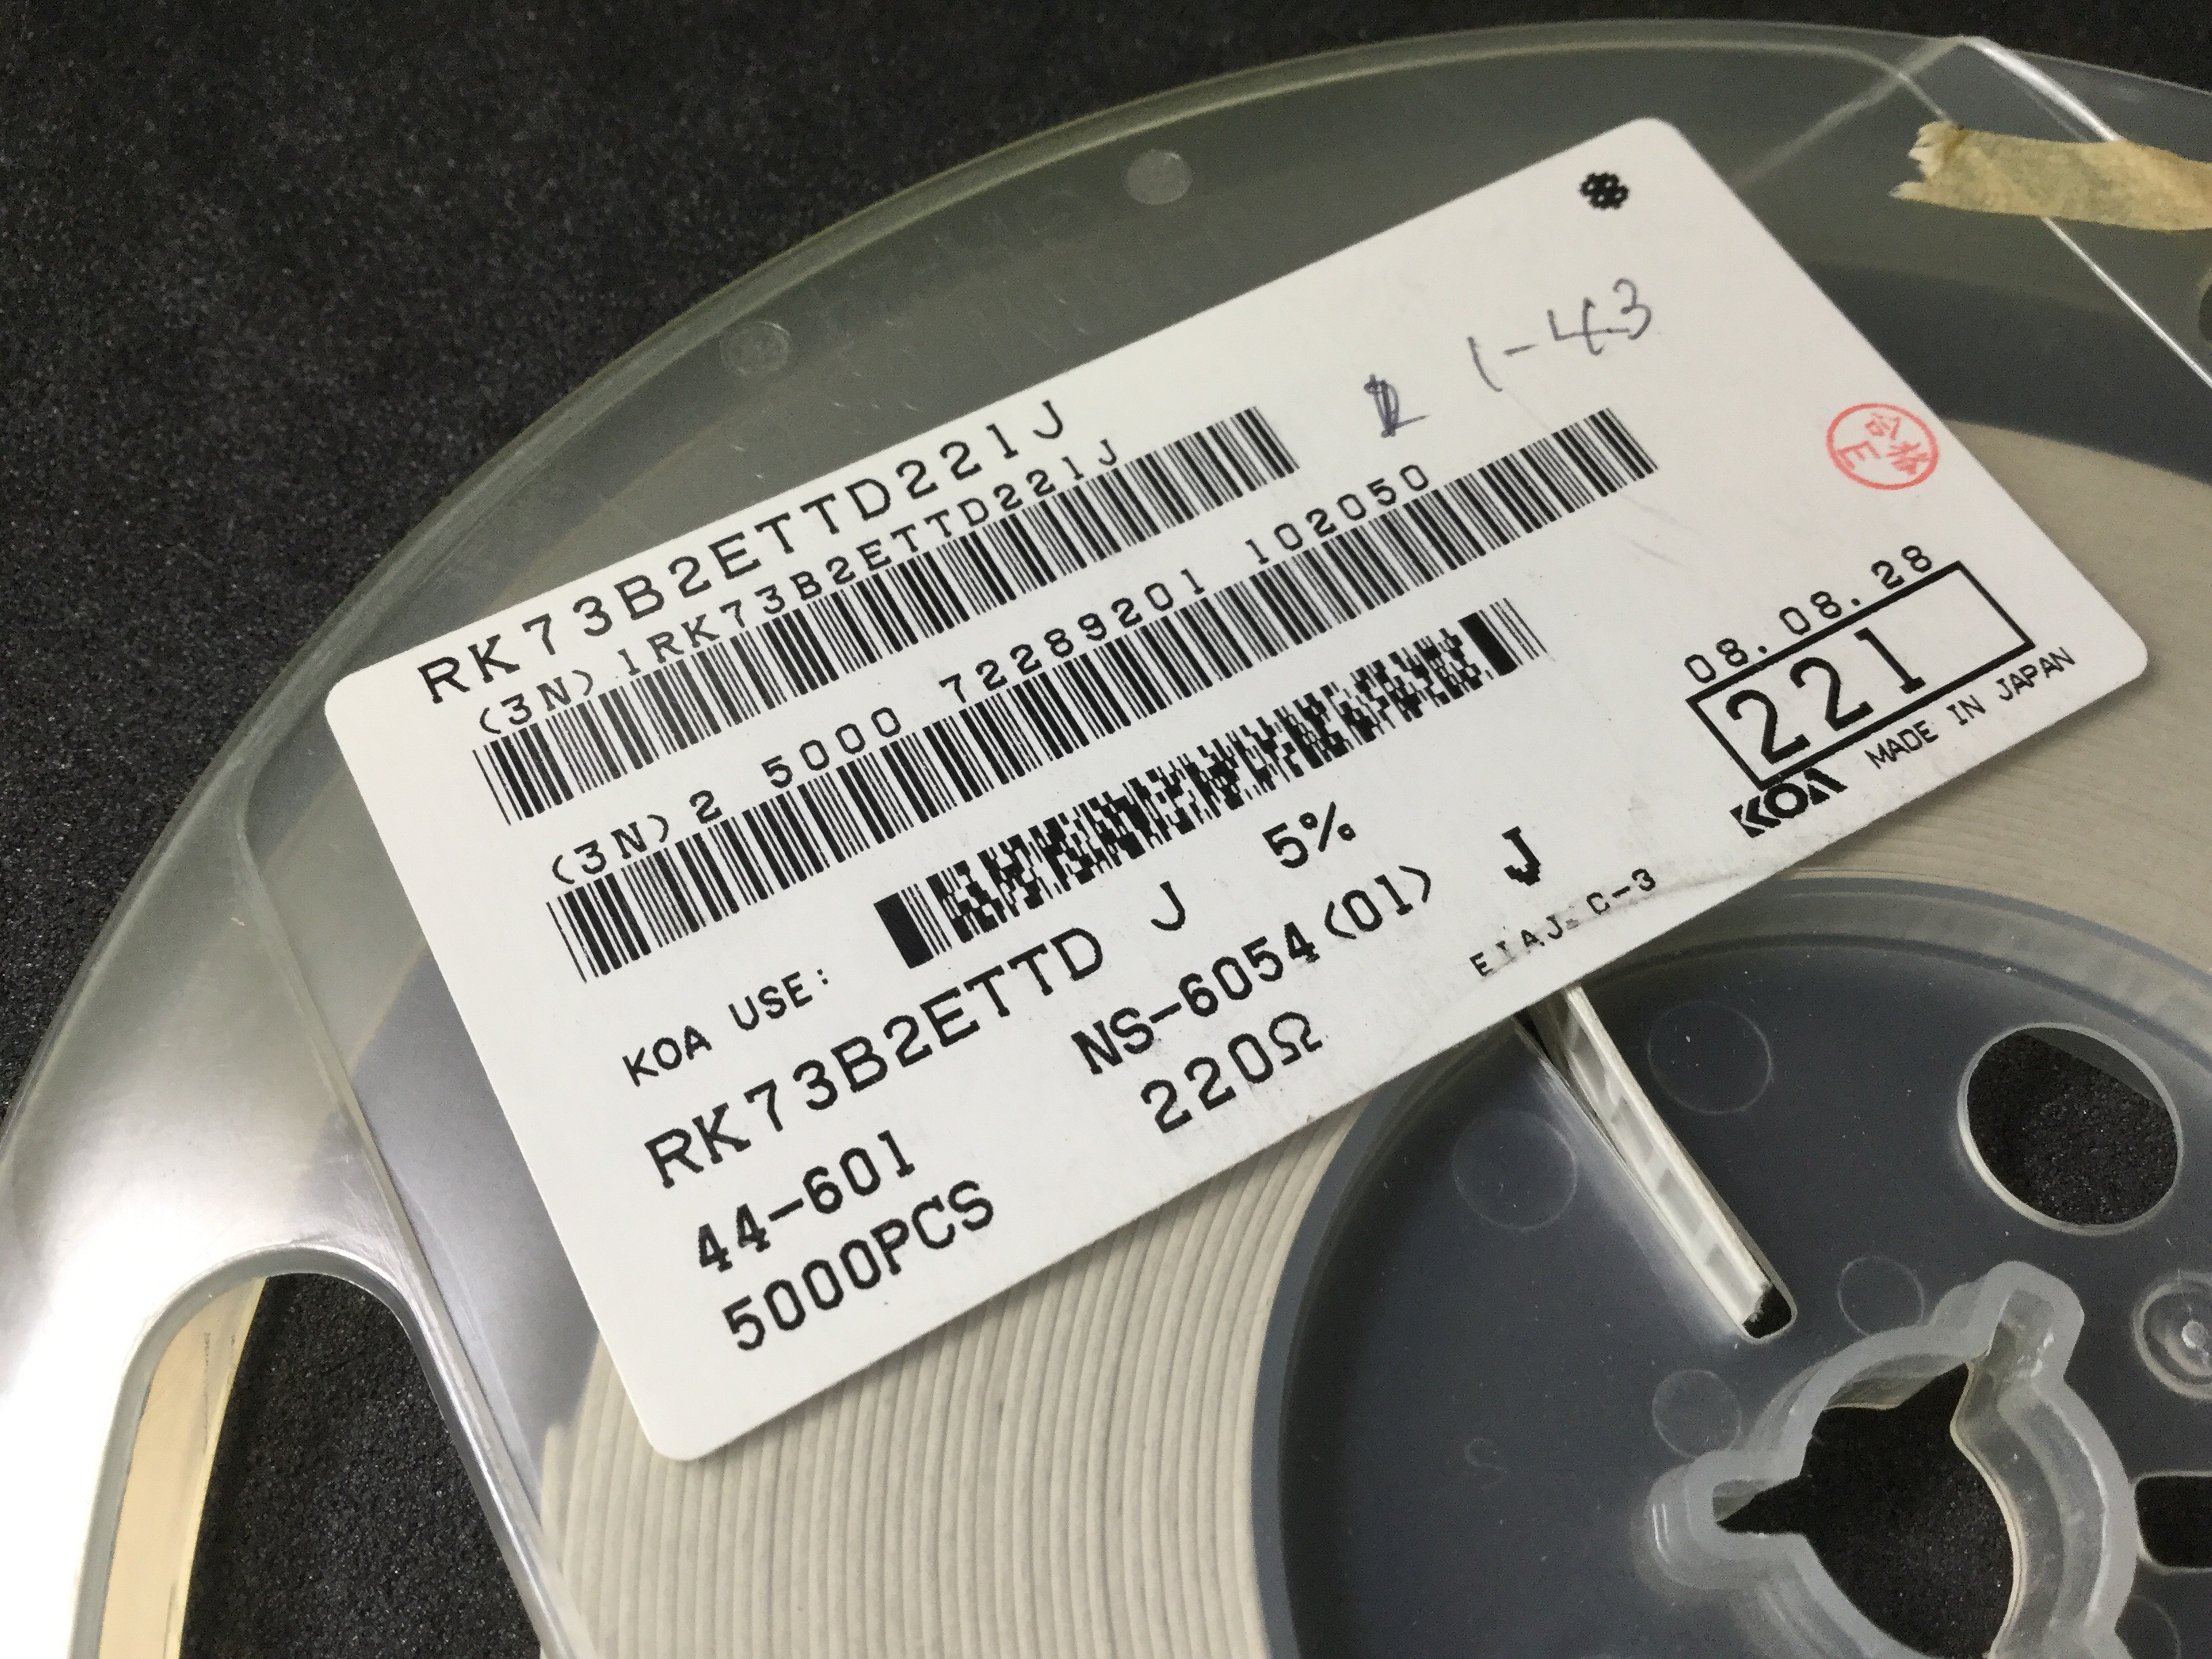 1-43
RK73B2ETTD221J
(3N) 1RK73B2ETTD221J
(3N)2 5000 72289201 102050
KOA USE:
RK73B2ETTD J 5%
44-601 NS-6054(01) J
5000PCS 220Ω
EIAJ C-3
08.08.28
221
KOA MADE IN JAPAN